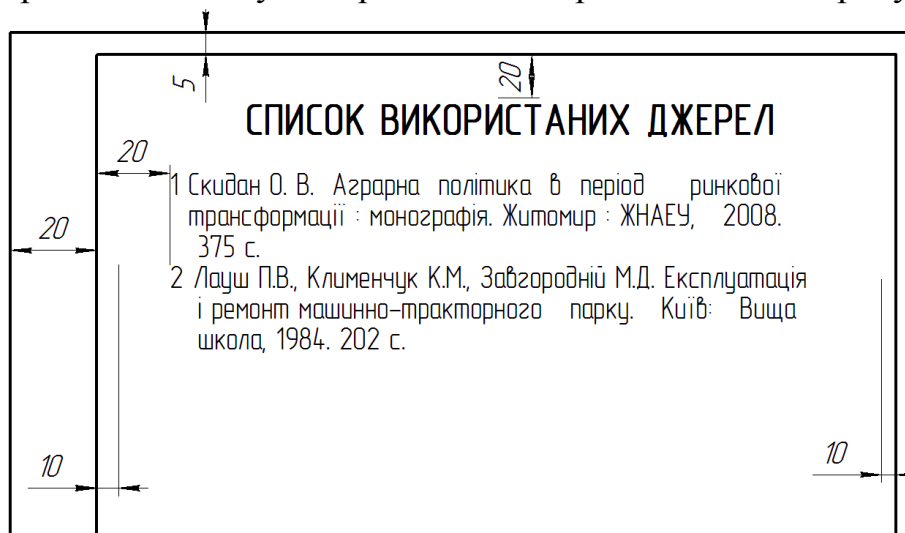 5
20
СПИСОК ВИКОРИСТАНИХ ДЖЕРЕЛ
20
1 Скидан О. В. Аграрна політика в період ринкової
трансформації : монографія. Житомир : ЖНАЕУ, 2008.
20
375 с.
2 Лауш П.В., Клименчук К.М., Завгородній М.Д. Експлуатація
і ремонт машинно-тракторного парку. Київ: Вища
школа, 1984. 202 с.
10
10